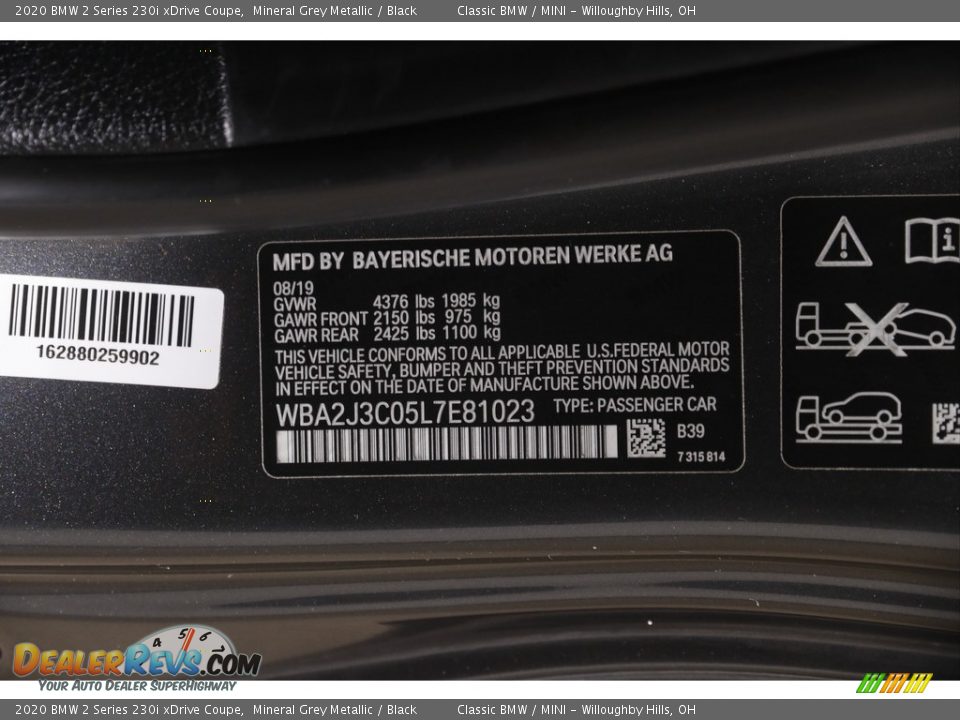 2020 BMW 2 Series 230i xDrive Coupe, Mineral Grey Metallic / Black Classic BMW / MINI - Willoughby Hills, OH
MFD BY BAYERISCHE MOTOREN WERKE AG
08/19
GVWR 4376 lbs 1985 kg
GAWR FRONT 2150 lbs 975 kg
GAWR REAR 2425 lbs 1100 kg
THIS VEHICLE CONFORMS TO ALL APPLICABLE U.S.FEDERAL MOTOR
VEHICLE SAFETY, BUMPER AND THEFT PREVENTION STANDARDS
IN EFFECT ON THE DATE OF MANUFACTURE SHOWN ABOVE.
WBA2J3C05L7E81023 TYPE: PASSENGER CAR
B39
7 315 814
162880259902
4 5 6
DEALERREVS.COM
YOUR AUTO DEALER SUPERHIGHWAY
2020 BMW 2 Series 230i xDrive Coupe, Mineral Grey Metallic / Black Classic BMW / MINI - Willoughby Hills, OH